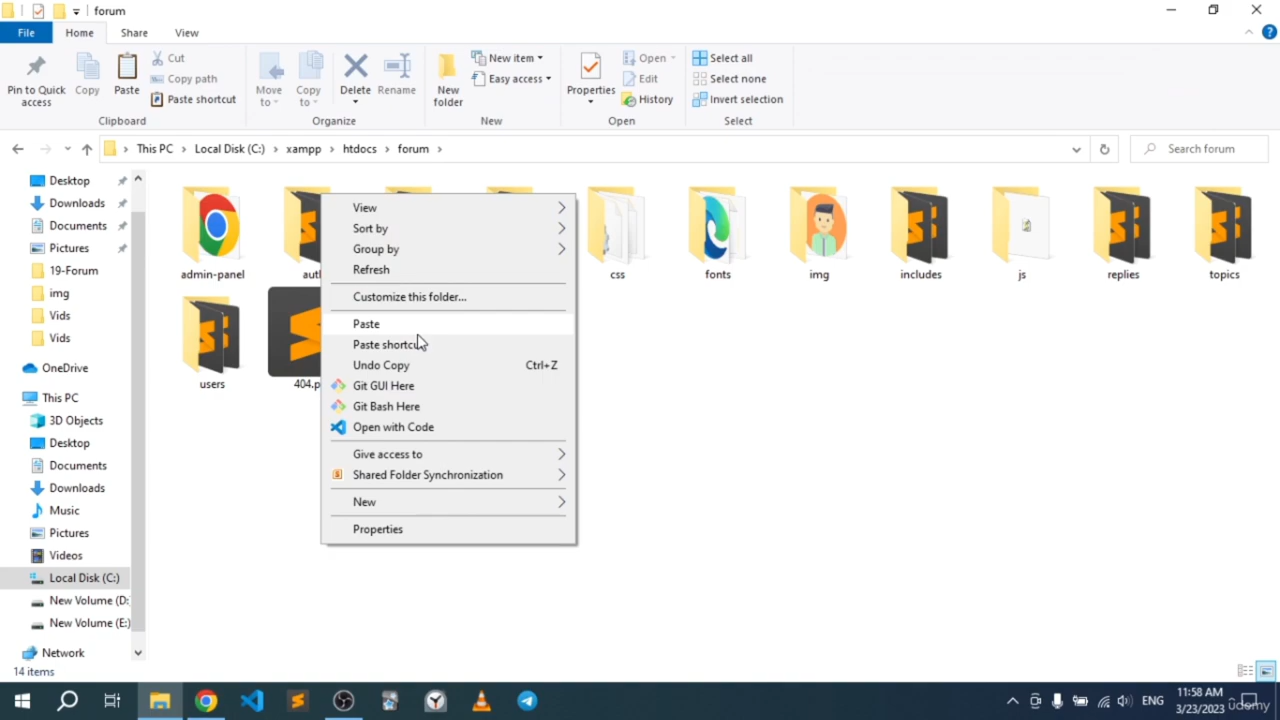 forum
File
Home
Share
View
Pin to Quick access
Copy
Paste
Cut
Copy path
Paste shortcut
Clipboard
Move to
Copy to
Delete
Rename
Organize
New folder
New item
Easy access
New
Properties
Open
Edit
History
Open
Select all
Select none
Invert selection
Select
This PC
Local Disk (C:)
xampp
htdocs
forum
Search forum
Desktop
Downloads
Documents
Pictures
19-Forum
img
Vids
Vids
OneDrive
This PC
3D Objects
Desktop
Documents
Downloads
Music
Pictures
Videos
Local Disk (C:)
New Volume (D:
New Volume (E:)
Network
admin-panel
css
fonts
img
includes
js
replies
topics
users
404.p
View
Sort by
Group by
Refresh
Customize this folder...
Paste
Paste shortcu
Undo Copy Ctrl+Z
Git GUI Here
Git Bash Here
Open with Code
Give access to
Shared Folder Synchronization
New
Properties
14 items
ENG
11:58 AM
3/23/2023
udemy